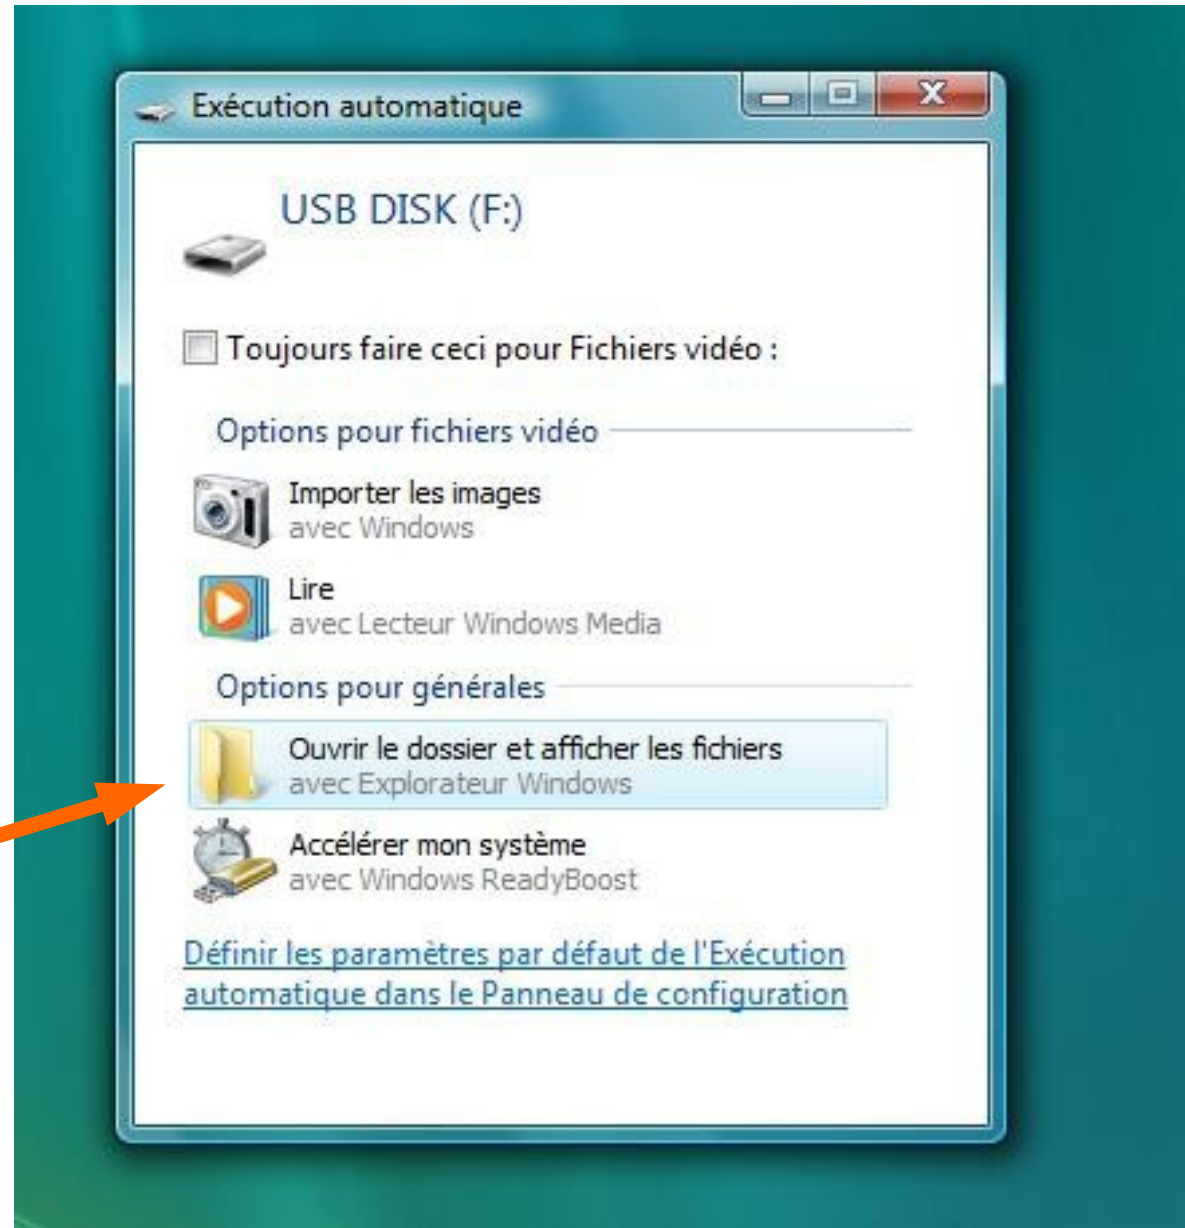 Exécution automatique
USB DISK (F:)
Toujours faire ceci pour Fichiers vidéo :
Options pour fichiers vidéo
Importer les images
avec Windows
Lire
avec Lecteur Windows Media
Options pour générales
Ouvrir le dossier et afficher les fichiers
avec Explorateur Windows
Accélérer mon système
avec Windows ReadyBoost
Définir les paramètres par défaut de l'Exécution
automatique dans le Panneau de configuration